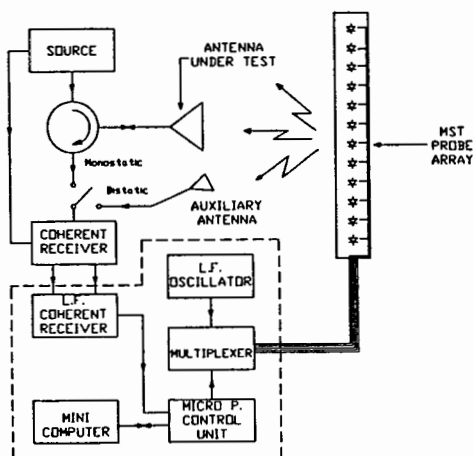 SOURCE
ANTENNA
UNDER TEST
MST
PROBE
ARRAY
Monostatic
Bistatic
AUXILIARY
ANTENNA
COHERENT
RECEIVER
L.F.
OSCILLATOR
L.F.
COHERENT
RECEIVER
MULTIPLEXER
MINI
COMPUTER
MICRO P.
CONTROL
UNIT